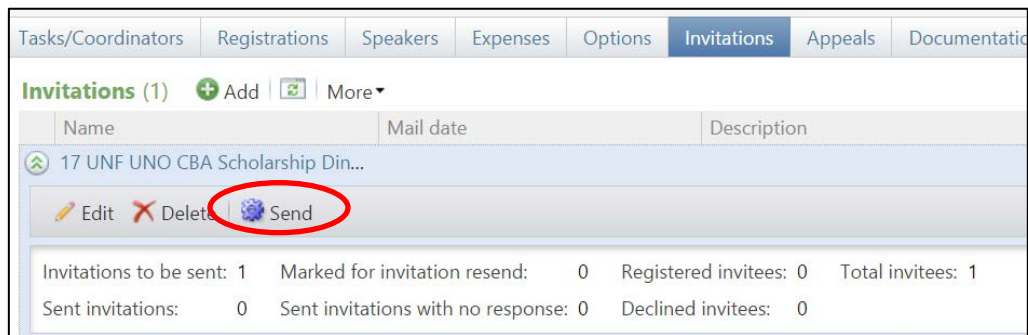 Tasks/Coordinators Registrations Speakers Expenses Options Invitations Appeals Documentatio
Invitations (1) Add More
Name Mail date Description
17 UNF UNO CBA Scholarship Din...
Edit Delete Send
Invitations to be sent: 1 Marked for invitation resend: 0 Registered invitees: 0 Total invitees: 1
Sent invitations: 0 Sent invitations with no response: 0 Declined invitees: 0